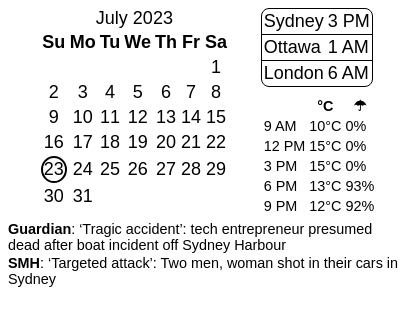 July 2023
Su Mo Tu We Th Fr Sa
1
2 3 4 5 6 7 8
9 10 11 12 13 14 15
16 17 18 19 20 21 22
23 24 25 26 27 28 29
30 31
Sydney 3 PM
Ottawa 1 AM
London 6 AM
°C ☂
9 AM 10°C 0%
12 PM 15°C 0%
3 PM 15°C 0%
6 PM 13°C 93%
9 PM 12°C 92%
Guardian: ‘Tragic accident’: tech entrepreneur presumed
dead after boat incident off Sydney Harbour
SMH: ‘Targeted attack’: Two men, woman shot in their cars in
Sydney